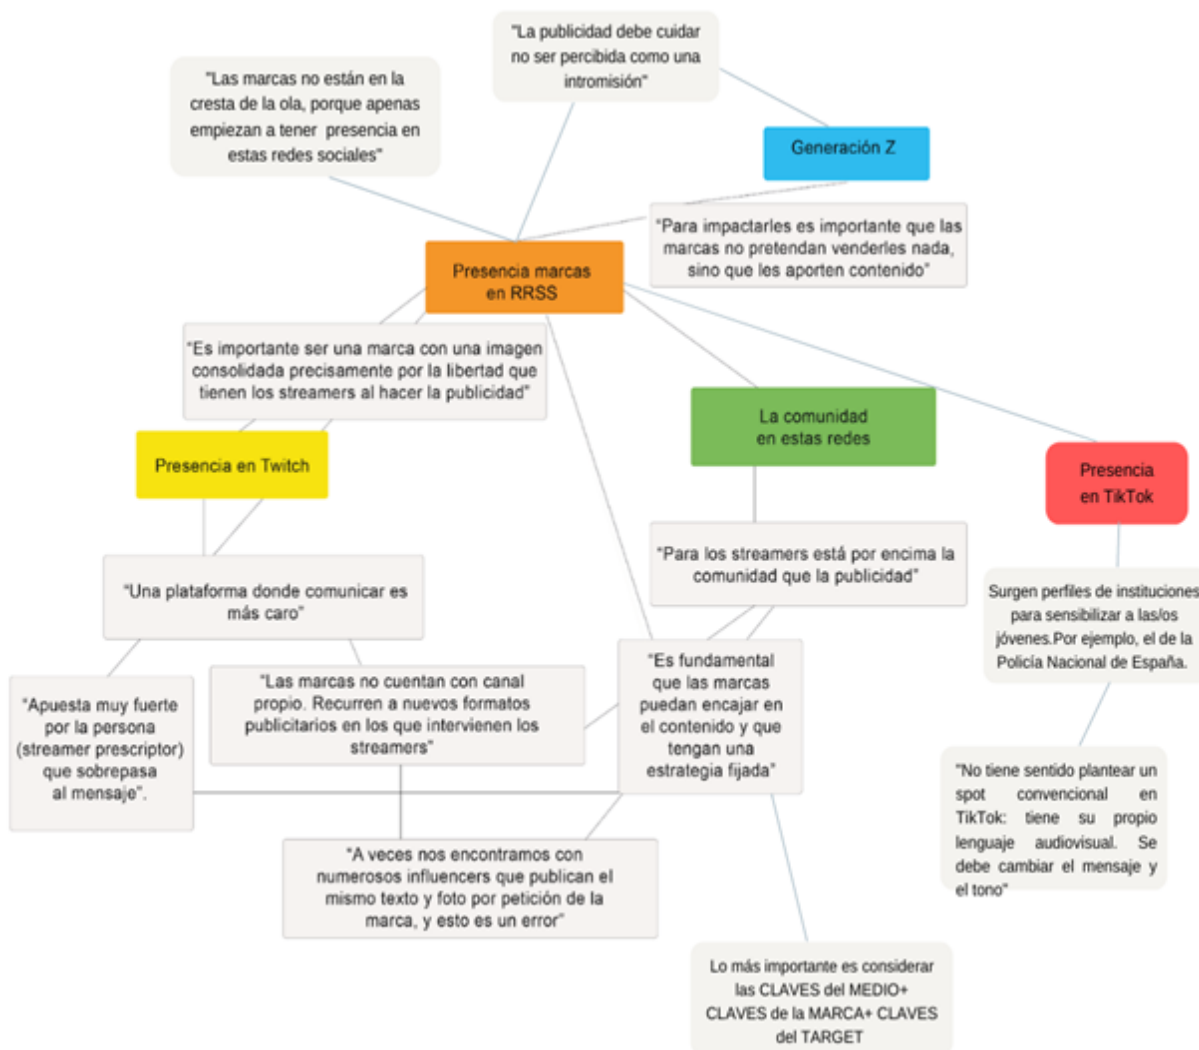 "La publicidad debe cuidar
no ser percibida como una
intromisión"
"Las marcas no están en la
cresta de la ola, porque apenas
empiezan a tener presencia en
estas redes sociales"
Generación Z
“Para impactarles es importante que las
marcas no pretendan venderles nada,
sino que les aporten contenido”
Presencia marcas
en RRSS
“Es importante ser una marca con una imagen
consolidada precisamente por la libertad que
tienen los streamers al hacer la publicidad”
La comunidad
en estas redes
Presencia en Twitch
Presencia
en TikTok
“Para los streamers está por encima la
comunidad que la publicidad”
“Una plataforma donde comunicar es
más caro”
Surgen perfiles de instituciones
para sensibilizar a las/os
jóvenes.Por ejemplo, el de la
Policía Nacional de España.
“Apuesta muy fuerte
por la persona
(streamer prescriptor)
que sobrepasa
al mensaje”.
“Las marcas no cuentan con canal
propio. Recurren a nuevos formatos
publicitarios en los que intervienen los
streamers”
“Es fundamental
que las marcas
puedan encajar en
el contenido y que
tengan una
estrategia fijada”
"No tiene sentido plantear un
spot convencional en
TikTok: tiene su propio
lenguaje audiovisual. Se
debe cambiar el mensaje y
el tono"
“A veces nos encontramos con
numerosos influencers que publican el
mismo texto y foto por petición de la
marca, y esto es un error”
Lo más importante es considerar
las CLAVES del MEDIO+
CLAVES de la MARCA+ CLAVES
del TARGET